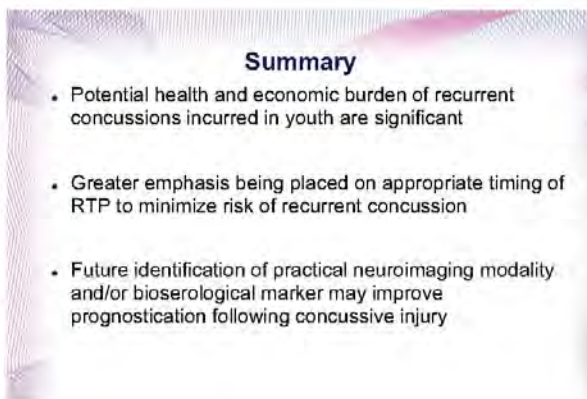 Summary
• Potential health and economic burden of recurrent
concussions incurred in youth are significant
• Greater emphasis being placed on appropriate timing of
RTP to minimize risk of recurrent concussion
• Future identification of practical neuroimaging modality
and/or bioserological marker may improve
prognostication following concussive injury